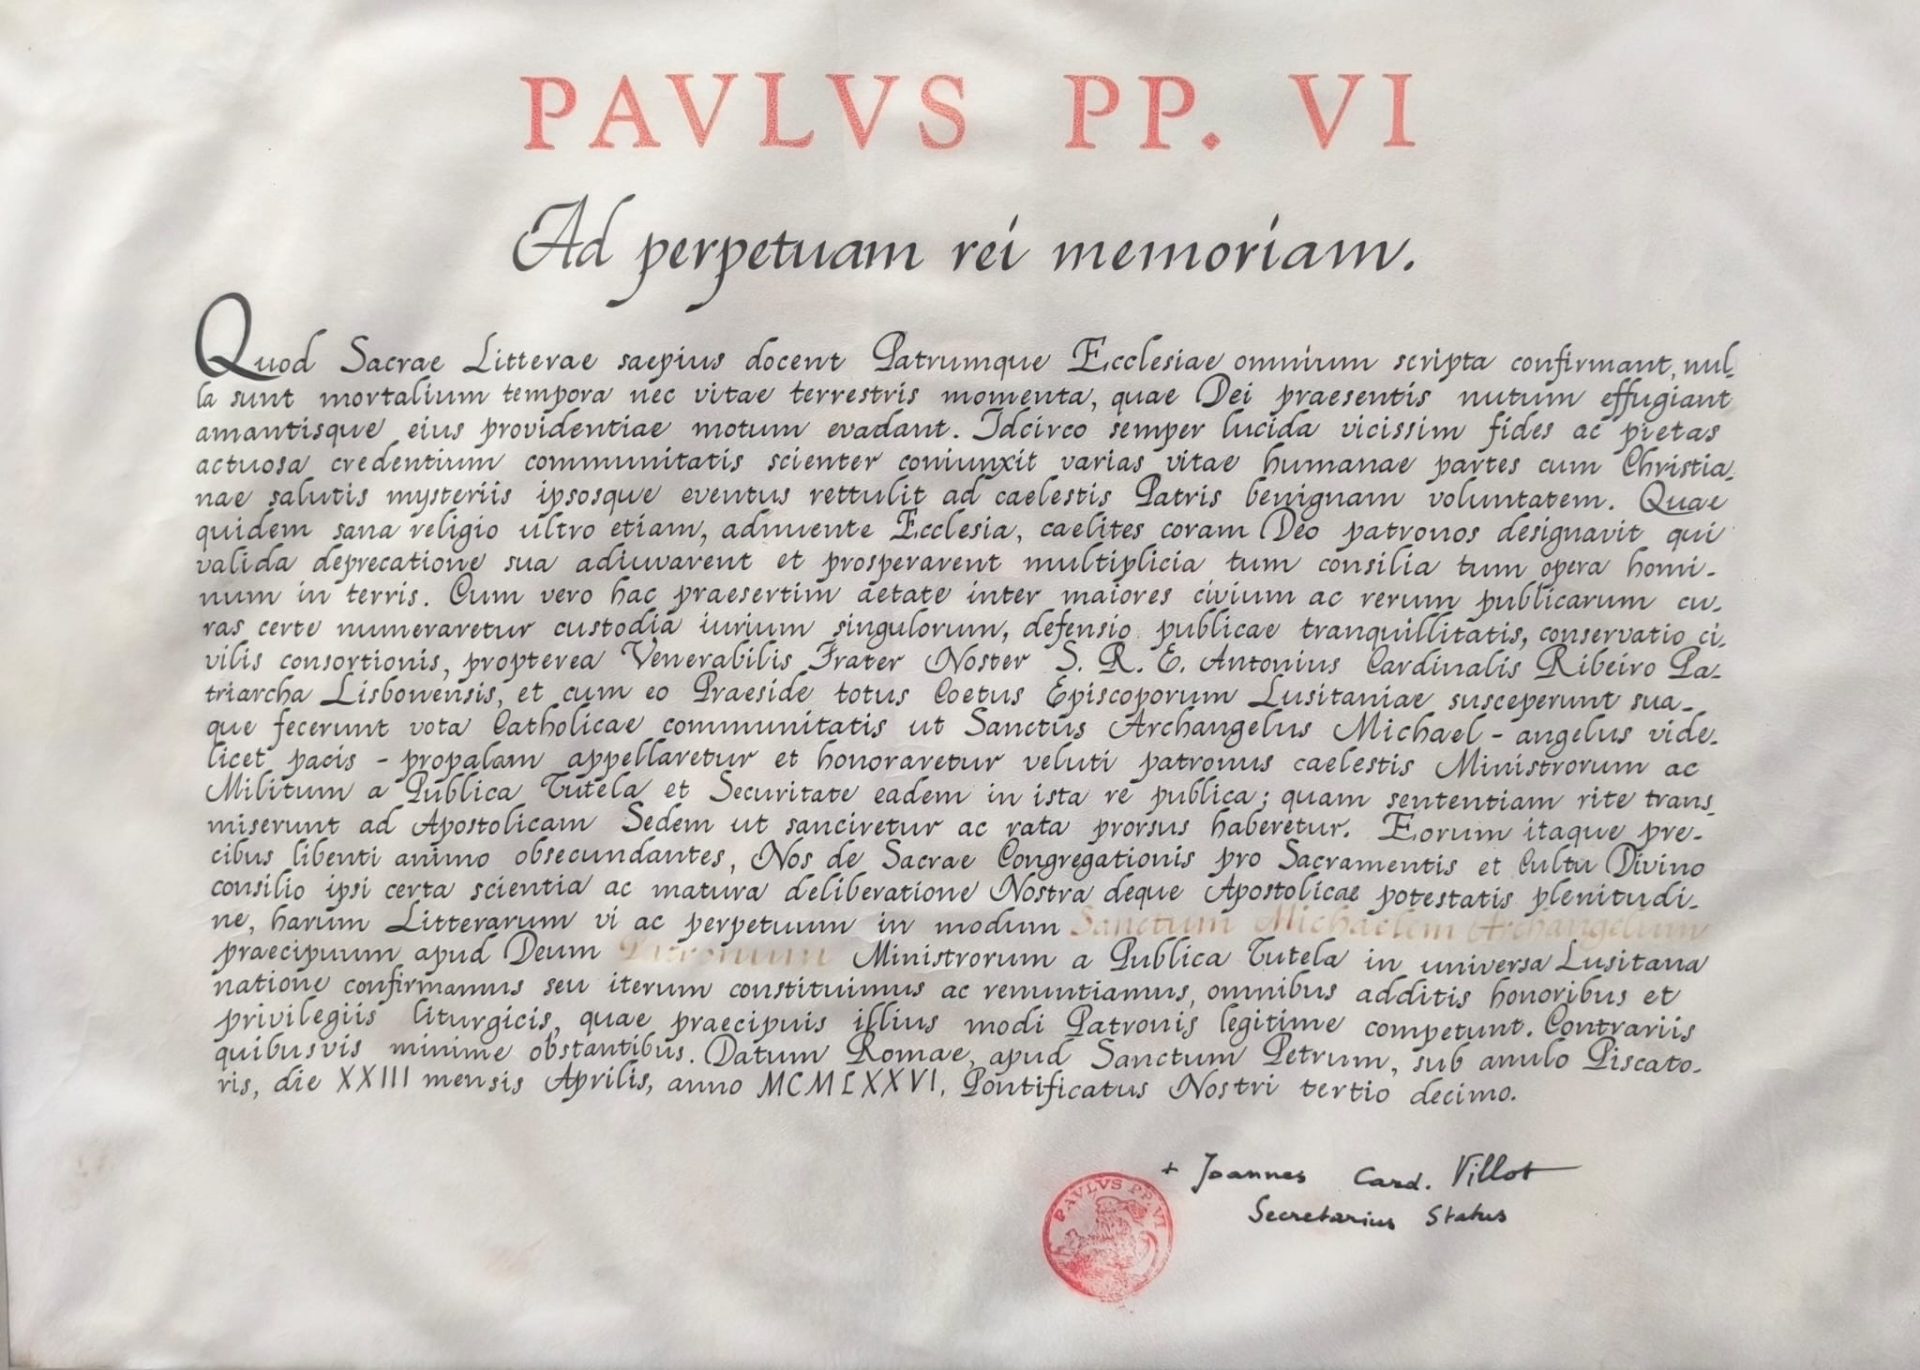 PAVLVS PP. VI
Ad perpetuam rei memoriam.
Quod Sacrae Litterae saepius docent Patrumque Ecclesiae omnium scripta confirmant, nul-
la sunt mortalium tempora nec vitae terrestris momenta, quae Dei praesentis nutum effugiant
amantisque eius providentiae motum evadant. Idcirco semper lucida vicissim fides ac pietas
actuosa credentium communitatis scienter coniunxit varias vitae humanae partes cum Christia-
nae salutis mysteriis ipsosque eventus rettulit ad caelestis Patris benignam voluntatem. Quae
quidem sana religio ultro etiam, adnuente Ecclesia, caelites coram Deo patronos designavit qui
valida deprecatione sua adiuvarent et prosperarent multiplicia tum consilia tum opera homi-
num in terris. Cum vero hac praesertim aetate inter maiores civium ac rerum publicarum cu-
ras certe numeraretur custodia iurium singulorum, defensio publicae tranquillitatis, conservatio ci-
vilis consortionis, propterea Venerabilis Frater Noster S. R. E. Antonius Cardinalis Ribeiro Pa-
triarcha Lisbonensis, et cum eo Praeside totus Coetus Episcoporum Lusitaniae susceperunt sua-
que fecerunt vota Catholicae communitatis ut Sanctus Archangelus Michael - angelus vide-
licet pacis - propalam appellaretur et honoraretur veluti patronus caelestis Ministrorum ac
Militum a Publica Tutela et Securitate eadem in ista re publica; quam sententiam rite trans-
miserunt ad Apostolicam Sedem ut sanciretur ac rata prorsus haberetur. Eorum itaque pre-
cibus libenti animo obsecundantes, Nos de Sacrae Congregationis pro Sacramentis et Cultu Divino
consilio ipsi certa scientia ac matura deliberatione Nostra deque Apostolicae potestatis plenitudi-
ne, harum Litterarum vi ac perpetuum in modum Sanctum Michaelem Archangelum
praecipuum apud Deum Patronum Ministrorum a Publica Tutela in universa Lusitana
natione confirmamus seu iterum constituimus ac renuntiamus, omnibus additis honoribus et
privilegiis liturgicis, quae praecipuis illius modi Patronis legitime competunt. Contrariis
quibusvis minime obstantibus. Datum Romae, apud Sanctum Petrum, sub anulo Piscato-
ris, die XXIII mensis Aprilis, anno MCMLXXVI, Pontificatus Nostri tertio decimo.
+ Joannes Card. Villot
Secretarius Status
PAVLVS PP. VI